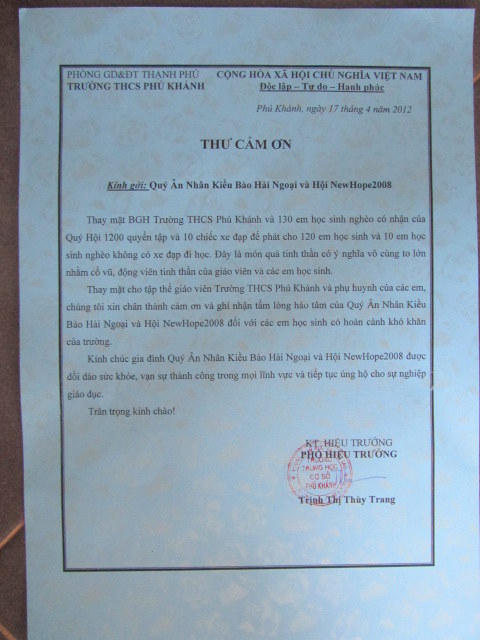 PHÒNG GD&ĐT THẠNH PHÚ
TRƯỜNG THCS PHÚ KHÁNH
CỘNG HÒA XÃ HỘI CHỦ NGHĨA VIỆT NAM
Độc lập – Tự do – Hạnh phúc
Phú Khánh, ngày 17 tháng 4 năm 2012
THƯ CẢM ƠN
Kính gởi: Quý Ân Nhân Kiều Bào Hải Ngoại và Hội NewHope2008
Thay mặt BGH Trường THCS Phú Khánh và 130 em học sinh nghèo có nhận của
Quý Hội 1200 quyển tập và 10 chiếc xe đạp để phát cho 120 em học sinh và 10 em học
sinh nghèo không có xe đạp đi học. Đây là món quà tinh thần có ý nghĩa vô cùng to lớn
nhằm cổ vũ, động viên tinh thần của giáo viên và các em học sinh.
Thay mặt cho tập thể giáo viên Trường THCS Phú Khánh và phụ huynh của các em,
chúng tôi xin chân thành cảm ơn và ghi nhận tấm lòng hảo tâm của Quý Ân Nhân Kiều
Bào Hải Ngoại và Hội NewHope2008 đối với các em học sinh có hoàn cảnh khó khăn
của trường.
Kính chúc gia đình Quý Ân Nhân Kiều Bào Hải Ngoại và Hội NewHope2008 được
dồi dào sức khỏe, vạn sự thành công trong mọi lĩnh vực và tiếp tục ủng hộ cho sự nghiệp
giáo dục.
Trân trọng kính chào!
KT. HIỆU TRƯỞNG
PHÓ HIỆU TRƯỞNG
TRƯỜNG
TRUNG HỌC
CƠ SỞ
PHÚ KHÁNH
Trịnh Thị Thùy Trang